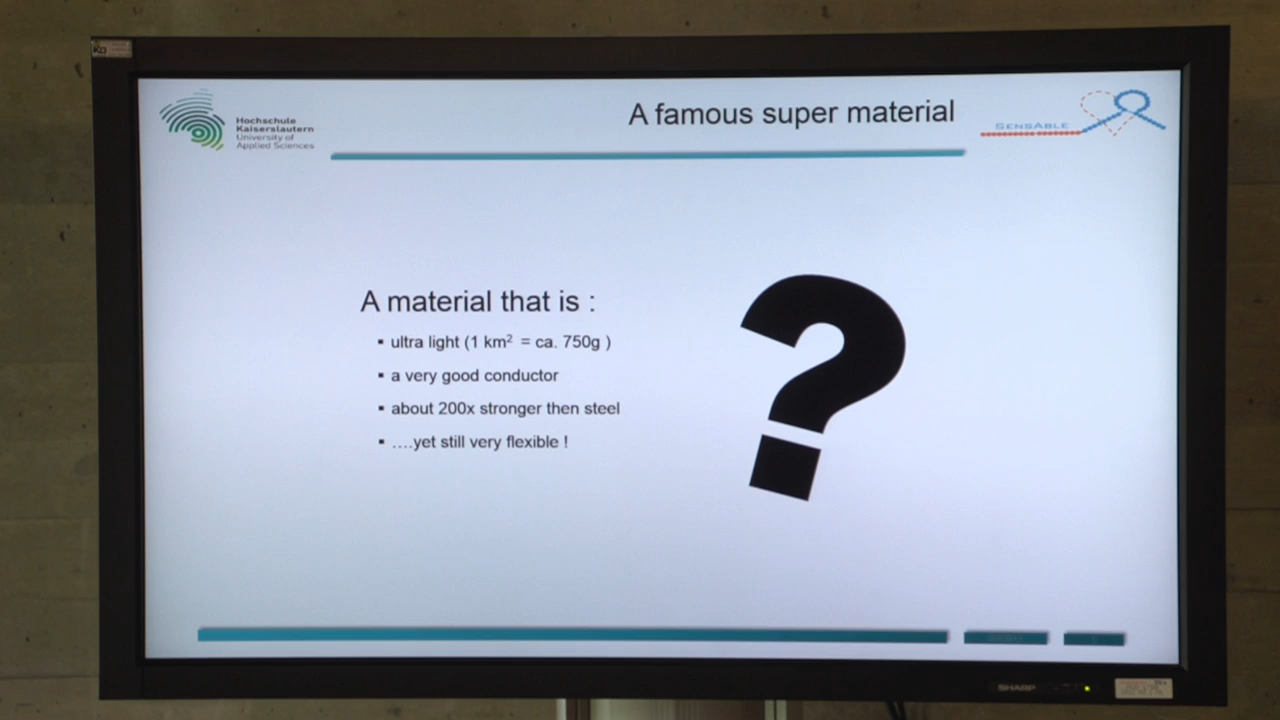 A famous super material
Hochschule
Kaiserslautern
University of
Applied Sciences
SENSABLE
A material that is :
▪ ultra light (1 km² = ca. 750g )
▪ a very good conductor
▪ about 200x stronger then steel
▪ ....yet still very flexible !
?
SHARP